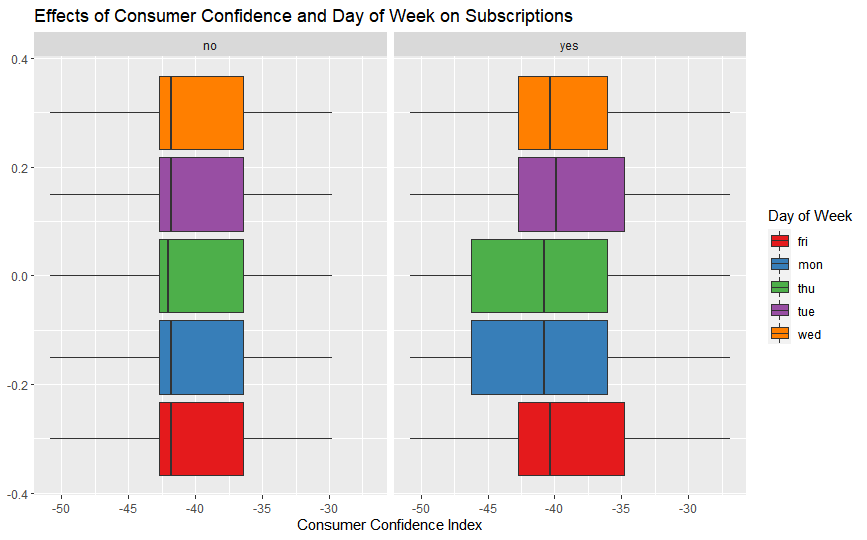 Effects of Consumer Confidence and Day of Week on Subscriptions
no yes
0.4
0.2
0.0
-0.2
-0.4
-50 -45 -40 -35 -30 -50 -45 -40 -35 -30
Consumer Confidence Index
Day of Week
fri
mon
thu
tue
wed